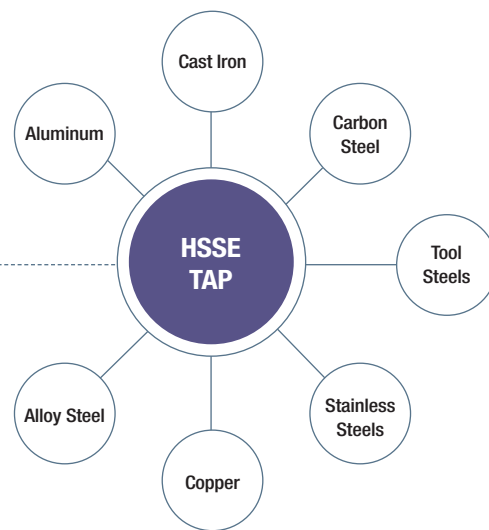 Cast Iron
Aluminum
Carbon
Steel
HSSE
TAP
Tool
Steels
Alloy Steel
Stainless
Steels
Copper